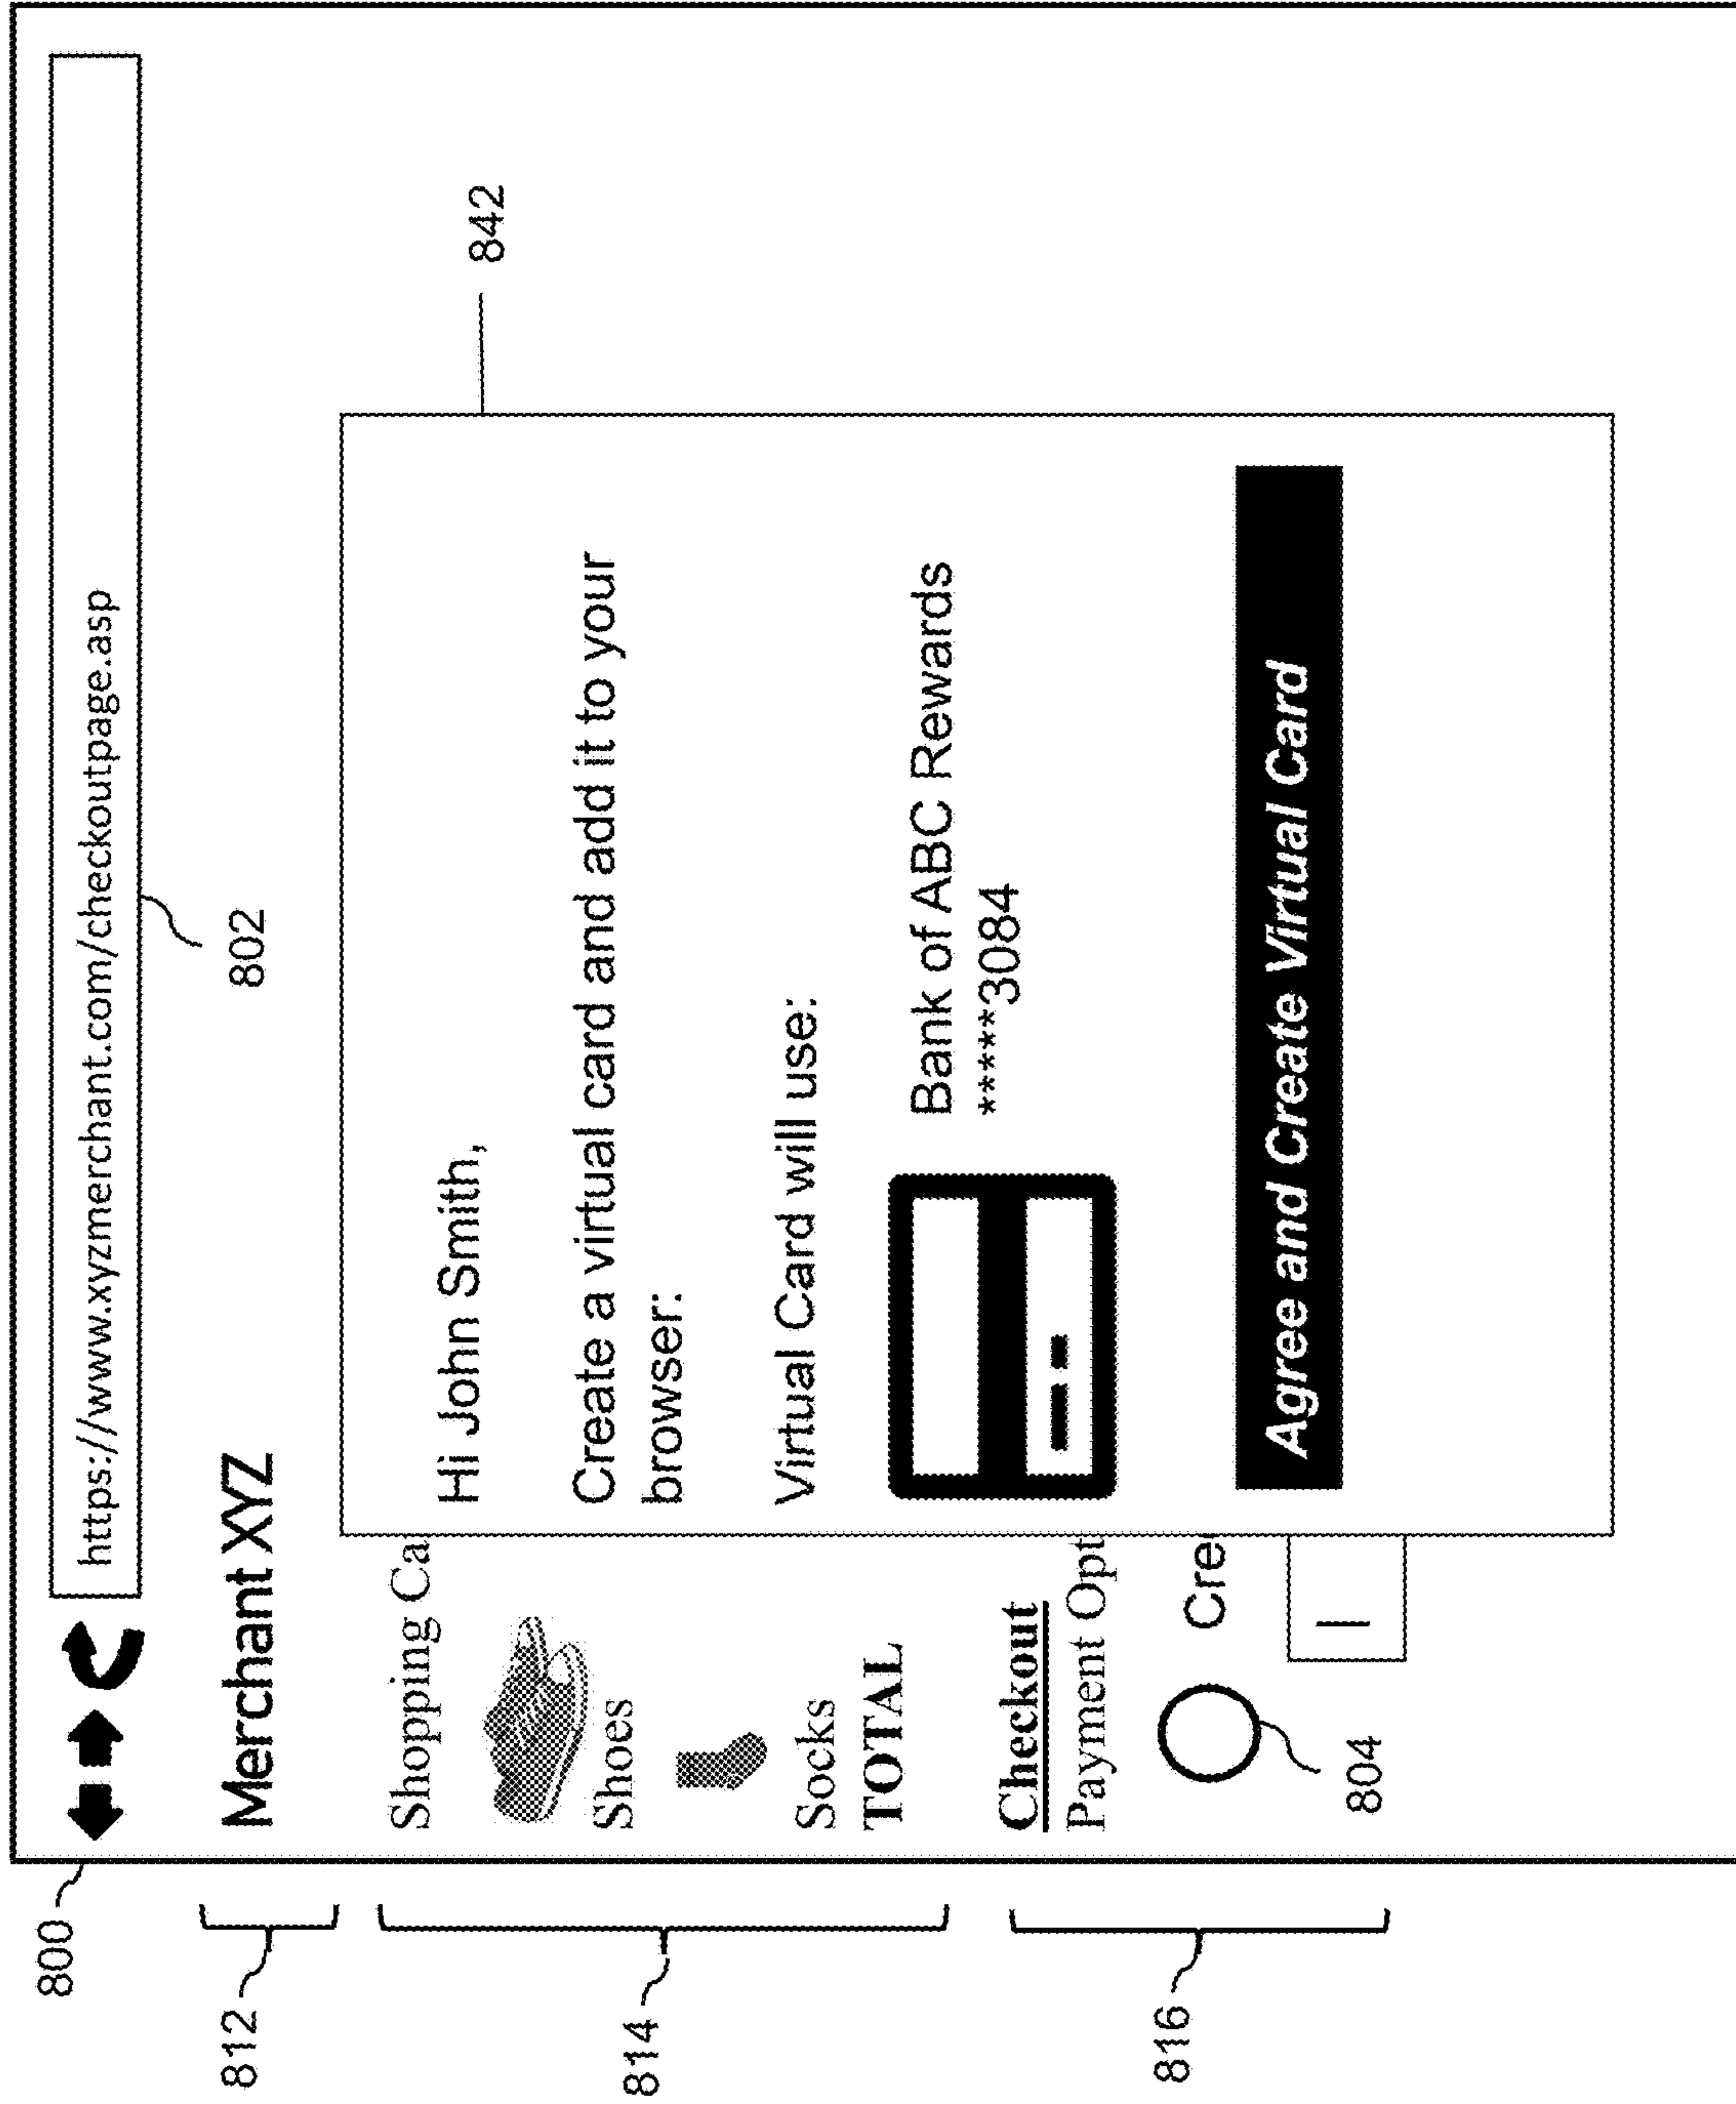 800
https://www.xyzmerchant.com/checkoutpage.asp
802
812
Merchant XYZ
842
814
Shopping Ca
Shoes
Socks
TOTAL
Hi John Smith,
Create a virtual card and add it to your
browser:
Virtual Card will use:
Bank of ABC Rewards
*****3084
Agree and Create Virtual Card
816
Checkout
Payment Opt
Cre
804